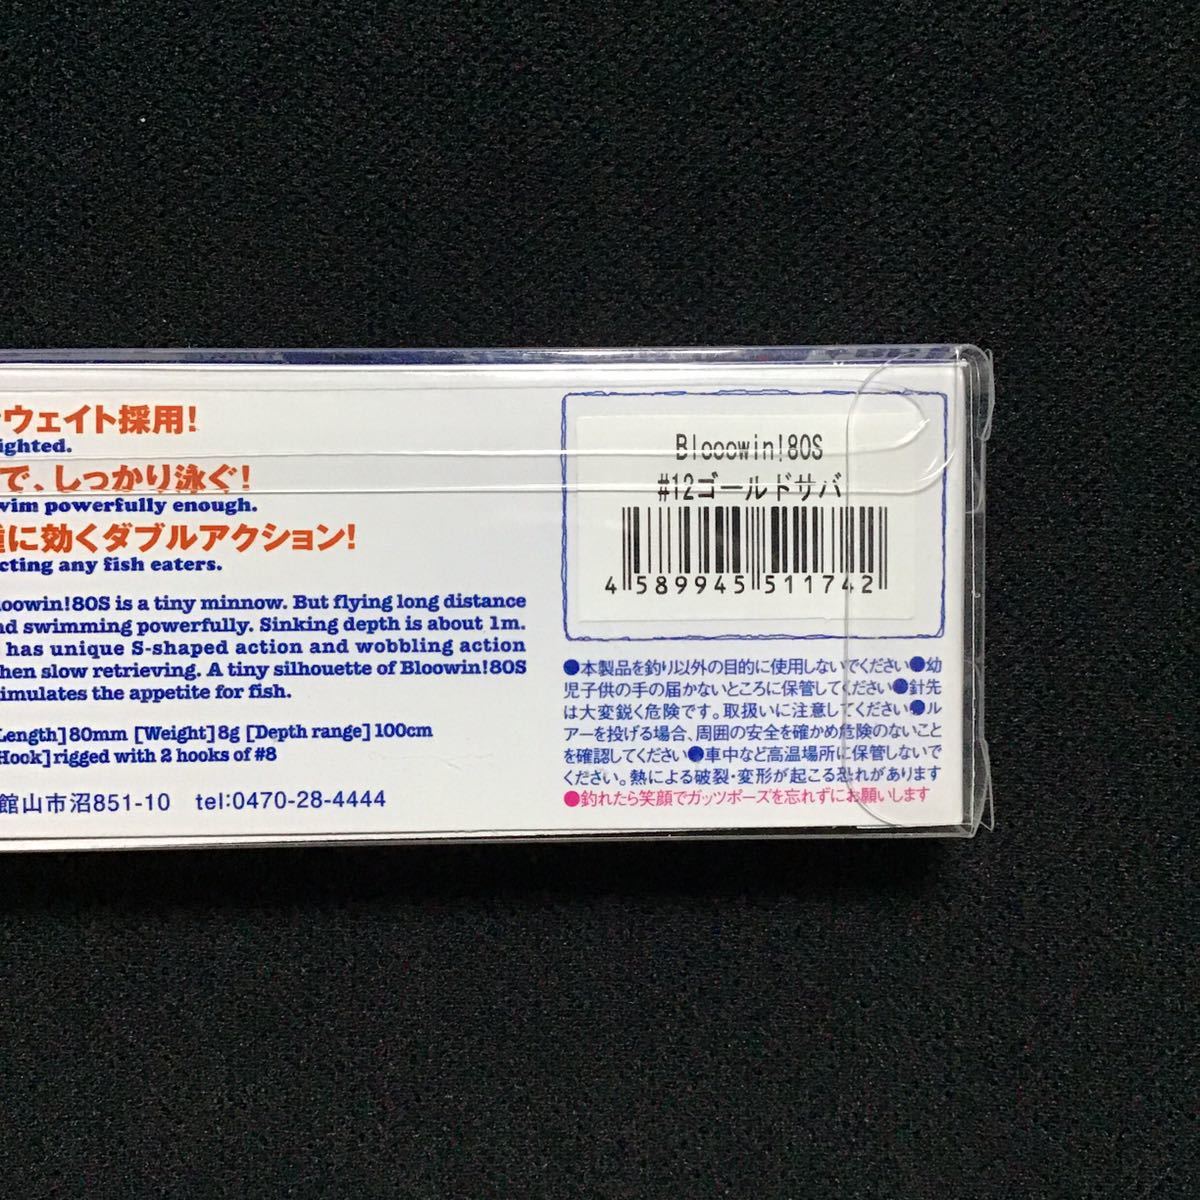 ウェイト採用!
ighted.
で、しっかり泳ぐ!
wim powerfully enough.
に効くダブルアクション!
cting any fish eaters.
loowin!80S is a tiny minnow. But flying long distance
nd swimming powerfully. Sinking depth is about 1m.
has unique S-shaped action and wobbling action
hen slow retrieving. A tiny silhouette of Bloowin!80S
timulates the appetite for fish.
Length]80mm [Weight]8g [Depth range]100cm
Hook]rigged with 2 hooks of #8
館山市沼851-10 tel:0470-28-4444
Blooowin!80S
#12ゴールドサバ
4 589945 511742
●本製品を釣り以外の目的に使用しないでください●幼
児子供の手の届かないところに保管してください●針先
は大変鋭く危険です。取扱いに注意してください●ル
アーを投げる場合、周囲の安全を確かめ危険のないこと
を確認してください●車中など高温場所に保管しないで
ください。熱による破裂・変形が起こる恐れがあります
●釣れたら笑顔でガッツポーズを忘れずにお願いします